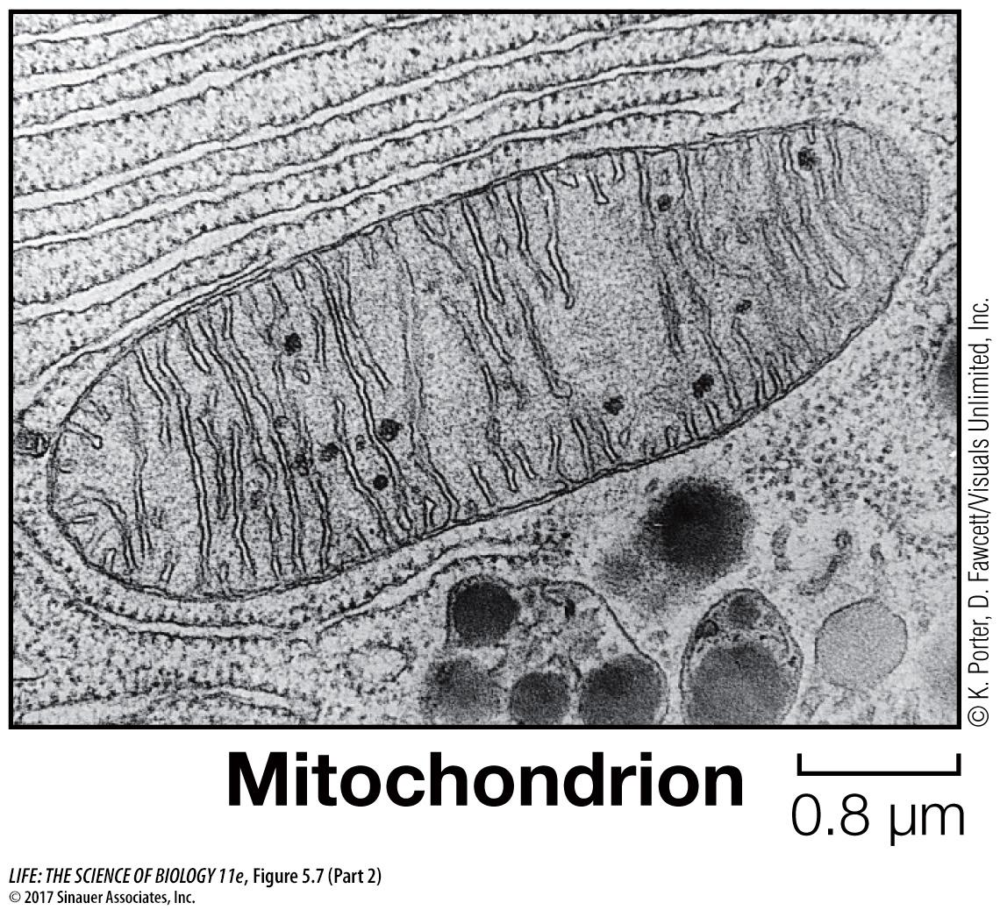 © K. Porter, D. Fawcett/Visuals Unlimited, Inc.
Mitochondrion
0.8 µm
LIFE: THE SCIENCE OF BIOLOGY 11e, Figure 5.7 (Part 2)
© 2017 Sinauer Associates, Inc.